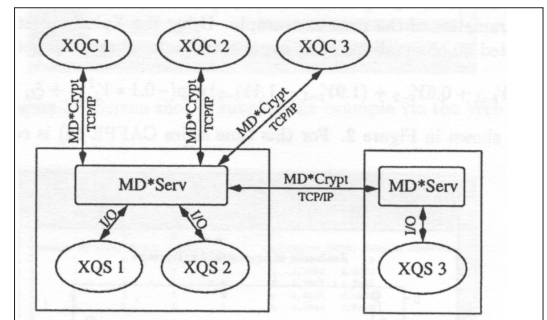 XQC 1
XQC 2
XQC 3
MD*Crypt
TCP/IP
MD*Crypt
TCP/IP
MD*Crypt
TCP/IP
MD*Serv
MD*Crypt
TCP/IP
MD*Serv
I/O
I/O
I/O
XQS 1
XQS 2
XQS 3